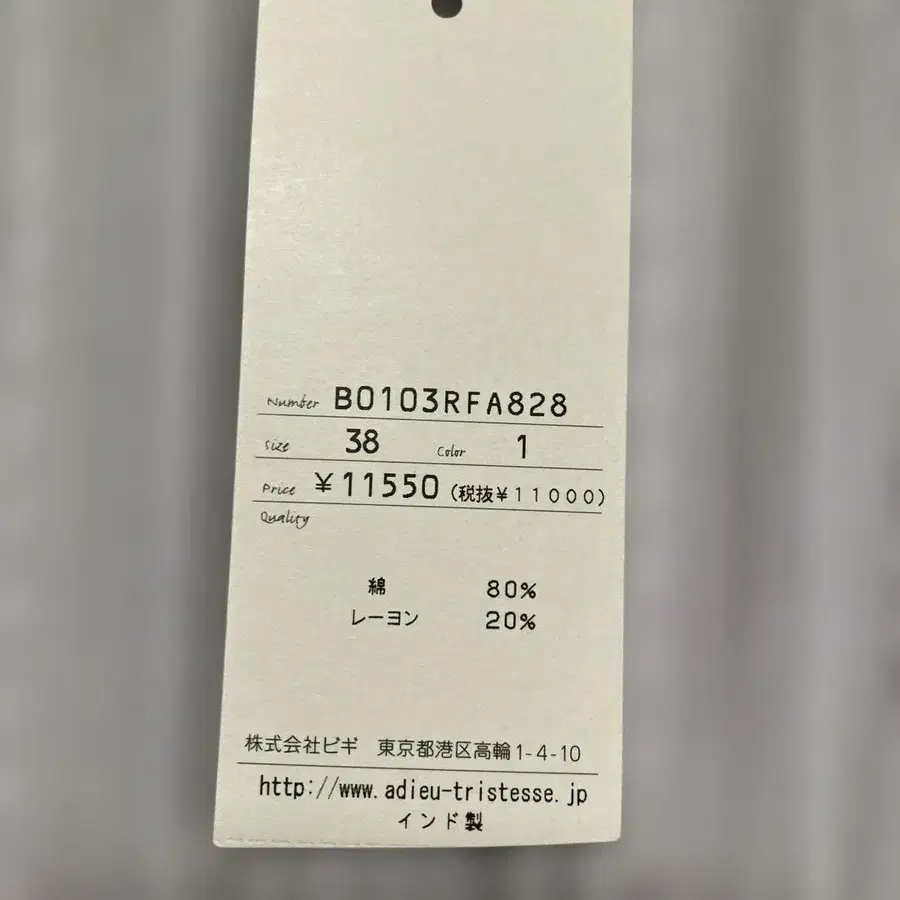 Number B0103RFA828
Size 38 Color 1
Price ¥11550 (税抜¥11000)
Quality
綿 80%
レーヨン 20%
株式会社ビギ 東京都港区高輪1-4-10
http://www.adieu-tristesse.jp
インド製